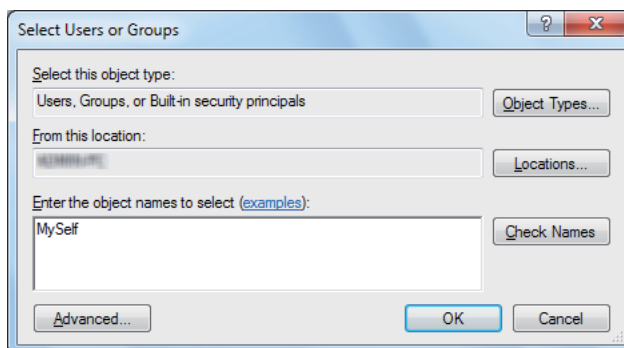 Select Users or Groups
Select this object type:
Users, Groups, or Built-in security principals
Object Types...
From this location:
Locations...
Enter the object names to select (examples):
MySelf
Check Names
Advanced...
OK
Cancel